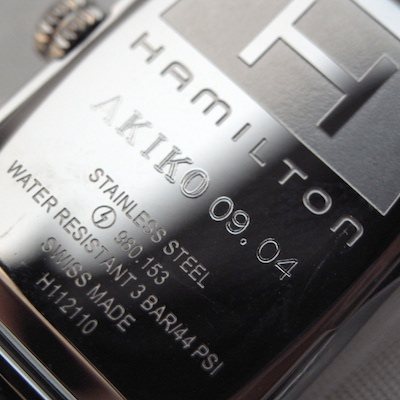 HAMILTON
AKIKO 09.04
STAINLESS STEEL
980.153
WATER RESISTANT 3 BAR/44 PSI
SWISS MADE
H112110